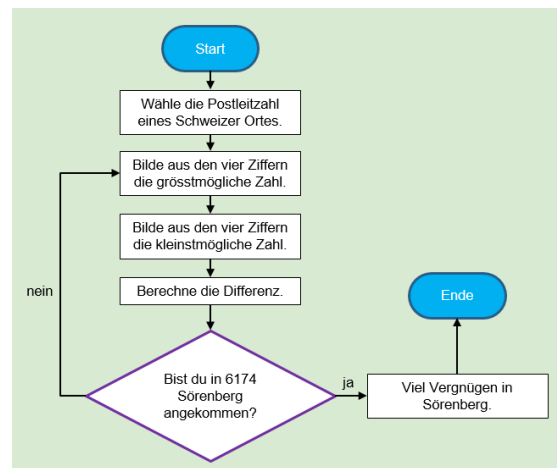 Start
Wähle die Postleitzahl
eines Schweizer Ortes.
Bilde aus den vier Ziffern
die grösstmögliche Zahl.
Bilde aus den vier Ziffern
die kleinstmögliche Zahl.
Berechne die Differenz.
nein
Bist du in 6174
Sörenberg
angekommen?
ja
Viel Vergnügen in
Sörenberg.
Ende